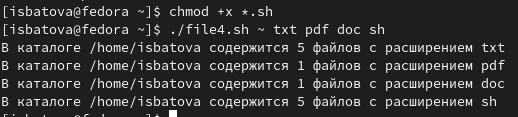 [isbatova@fedora ~]$ chmod +x *.sh
[isbatova@fedora ~]$ ./file4.sh ~ txt pdf doc sh
В каталоге /home/isbatova содержится 5 файлов с расширением txt
В каталоге /home/isbatova содержится 1 файлов с расширением pdf
В каталоге /home/isbatova содержится 1 файлов с расширением doc
В каталоге /home/isbatova содержится 5 файлов с расширением sh
[isbatova@fedora ~]$